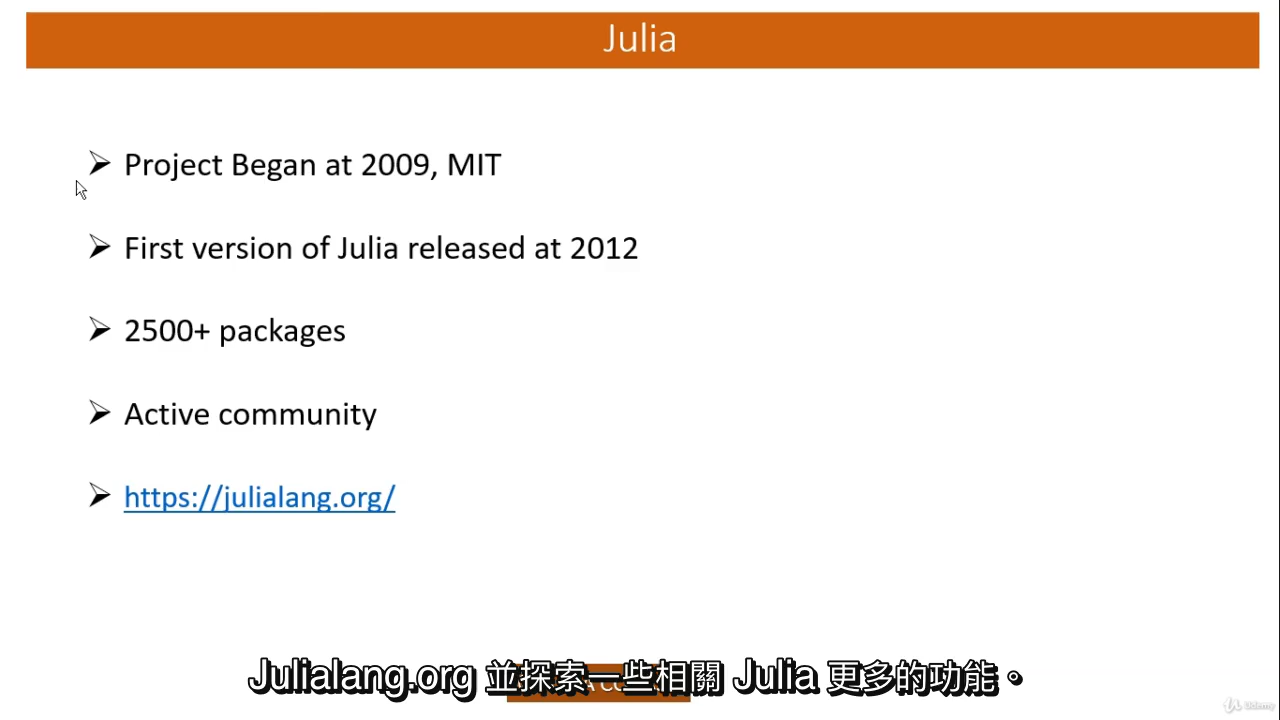 Julia
Project Began at 2009, MIT
First version of Julia released at 2012
2500+ packages
Active community
https://julialang.org/
Julialang.org 並探索一些相關 Julia 更多的功能。
Udemy